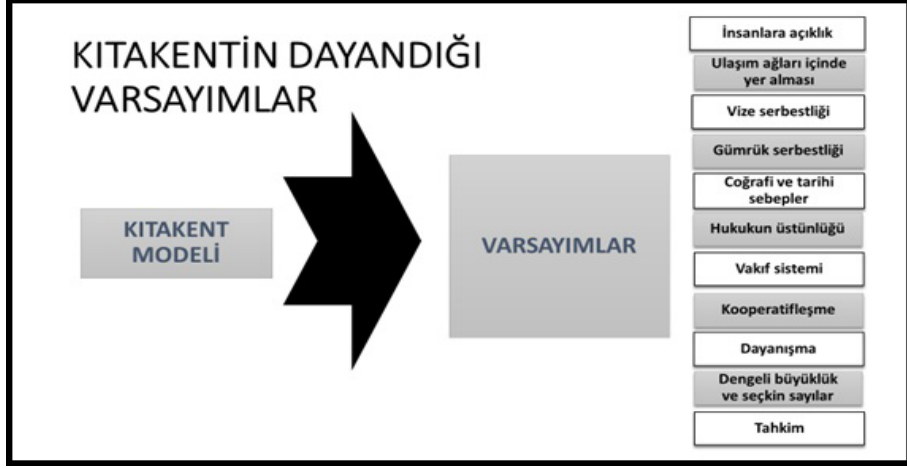 KITAKENTİN DAYANDIĞI
VARSAYIMLAR
KITAKENT
MODELİ
VARSAYIMLAR
İnsanlara açıklık
Ulaşım ağları içinde
yer alması
Vize serbestliği
Gümrük serbestliği
Coğrafi ve tarihi
sebepler
Hukukun üstünlüğü
Vakıf sistemi
Kooperatifleşme
Dayanışma
Dengeli büyüklük
ve seçkin sayılar
Tahkim